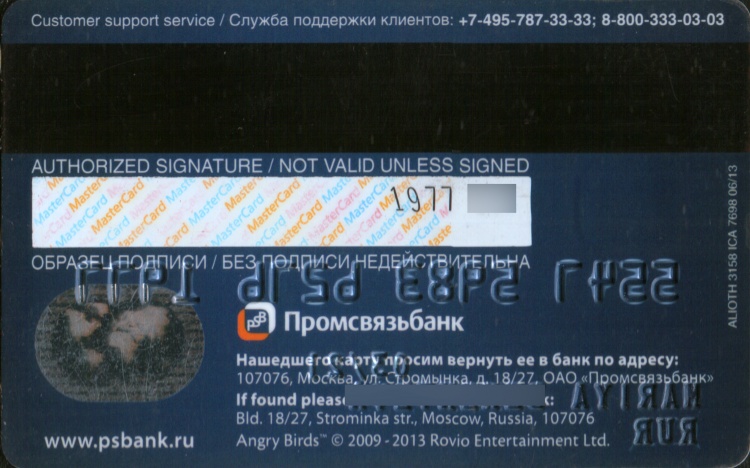 Customer support service / Служба поддержки клиентов: +7-495-787-33-33; 8-800-333-03-03
AUTHORIZED SIGNATURE / NOT VALID UNLESS SIGNED
MasterCard
1977
ОБРАЗЕЦ ПОДПИСИ / БЕЗ ПОДПИСИ НЕДЕЙСТВИТЕЛЬНА
ALIOTH 3158 ICA 7698 06/13
PSB Промсвязьбанк
Нашедшего карту просим вернуть ее в банк по адресу:
107076, Москва, ул. Стромынка, д. 18/27, ОАО «Промсвязьбанк»
If found please
Bld. 18/27, Strominka str., Moscow, Russia, 107076
www.psbank.ru
Angry Birds™ © 2009 - 2013 Rovio Entertainment Ltd.